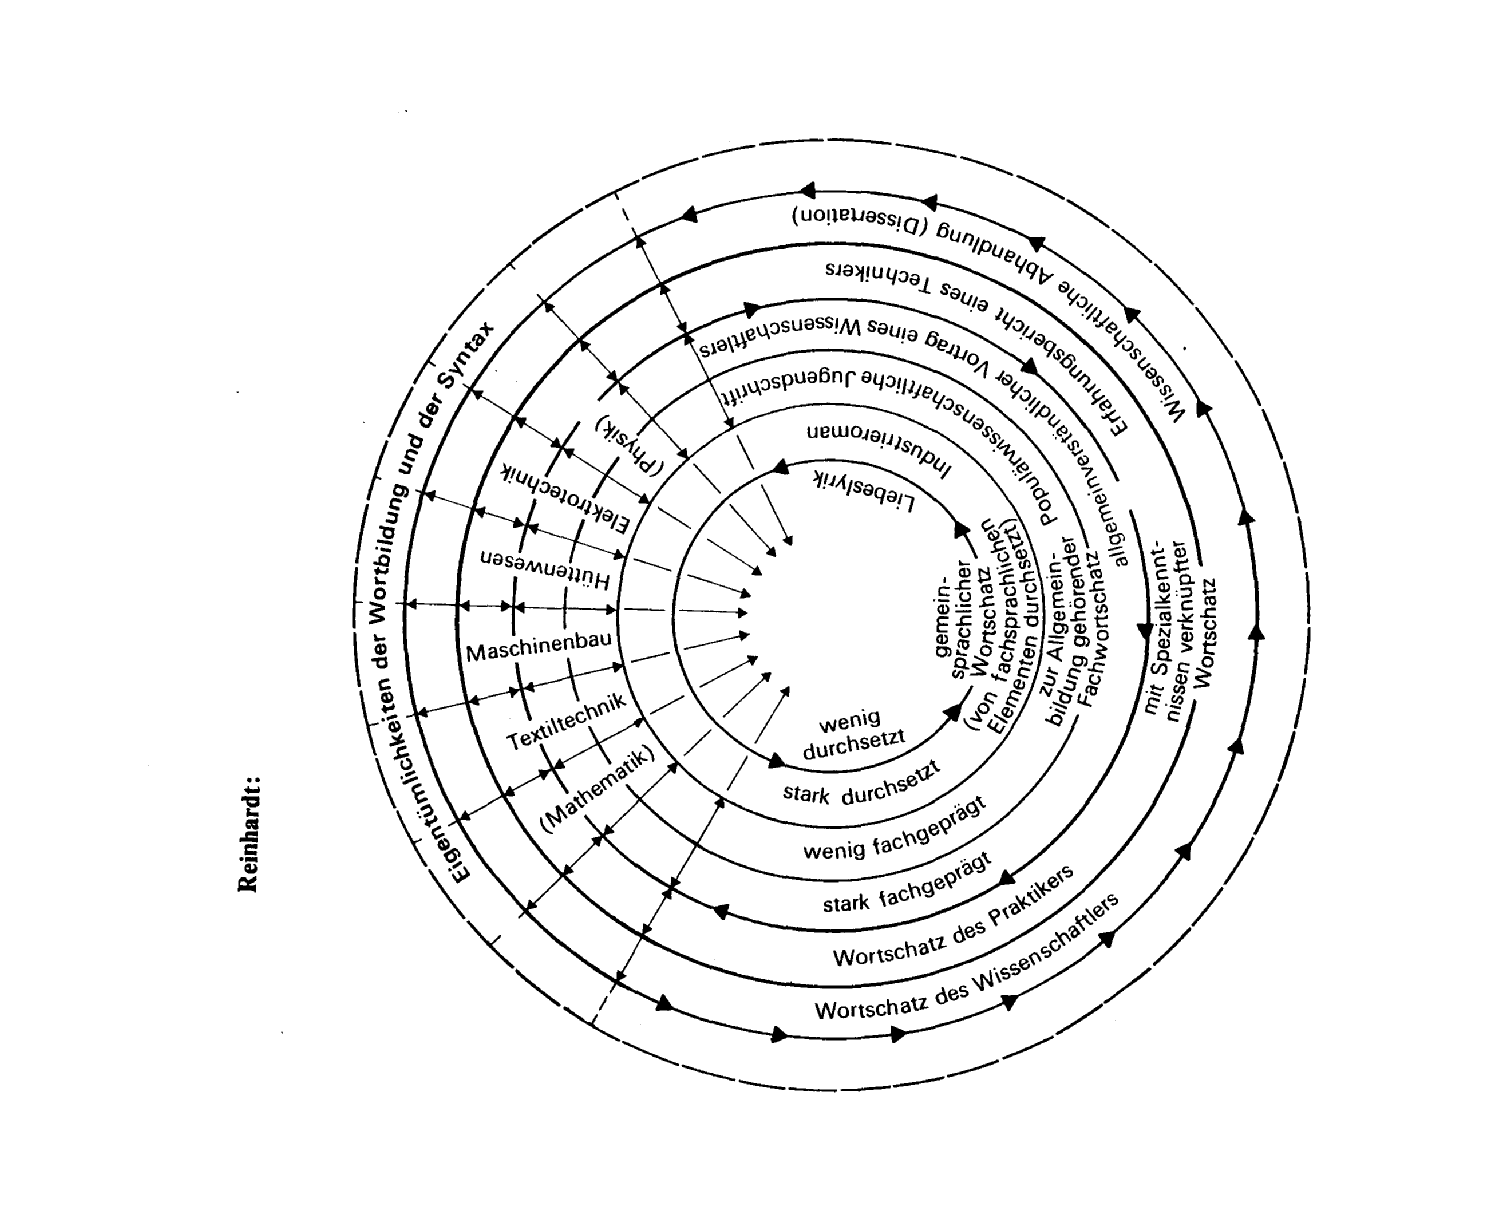 Reinhardt:
Eigentümlichkeiten der Wortbildung und der Syntax
(Physik)
Elektrotechnik
Hüttenwesen
Maschinenbau
Textiltechnik
(Mathematik)
Wissenschaftliche Abhandlung (Dissertation)
Erfahrungsbericht eines Technikers
allgemeinverständlicher Vortrag eines Wissenschaftlers
Populärwissenschaftliche Jugendschrift
Industrieroman
Liebeslyrik
gemein-
sprachlicher
Wortschatz
(von fachsprachlichen
Elementen durchsetzt)
zur Allgemein-
bildung gehörender
Fachwortschatz
mit Spezialkennt-
nissen verknüpfter
Wortschatz
wenig
durchsetzt
stark durchsetzt
wenig fachgeprägt
stark fachgeprägt
Wortschatz des Praktikers
Wortschatz des Wissenschaftlers